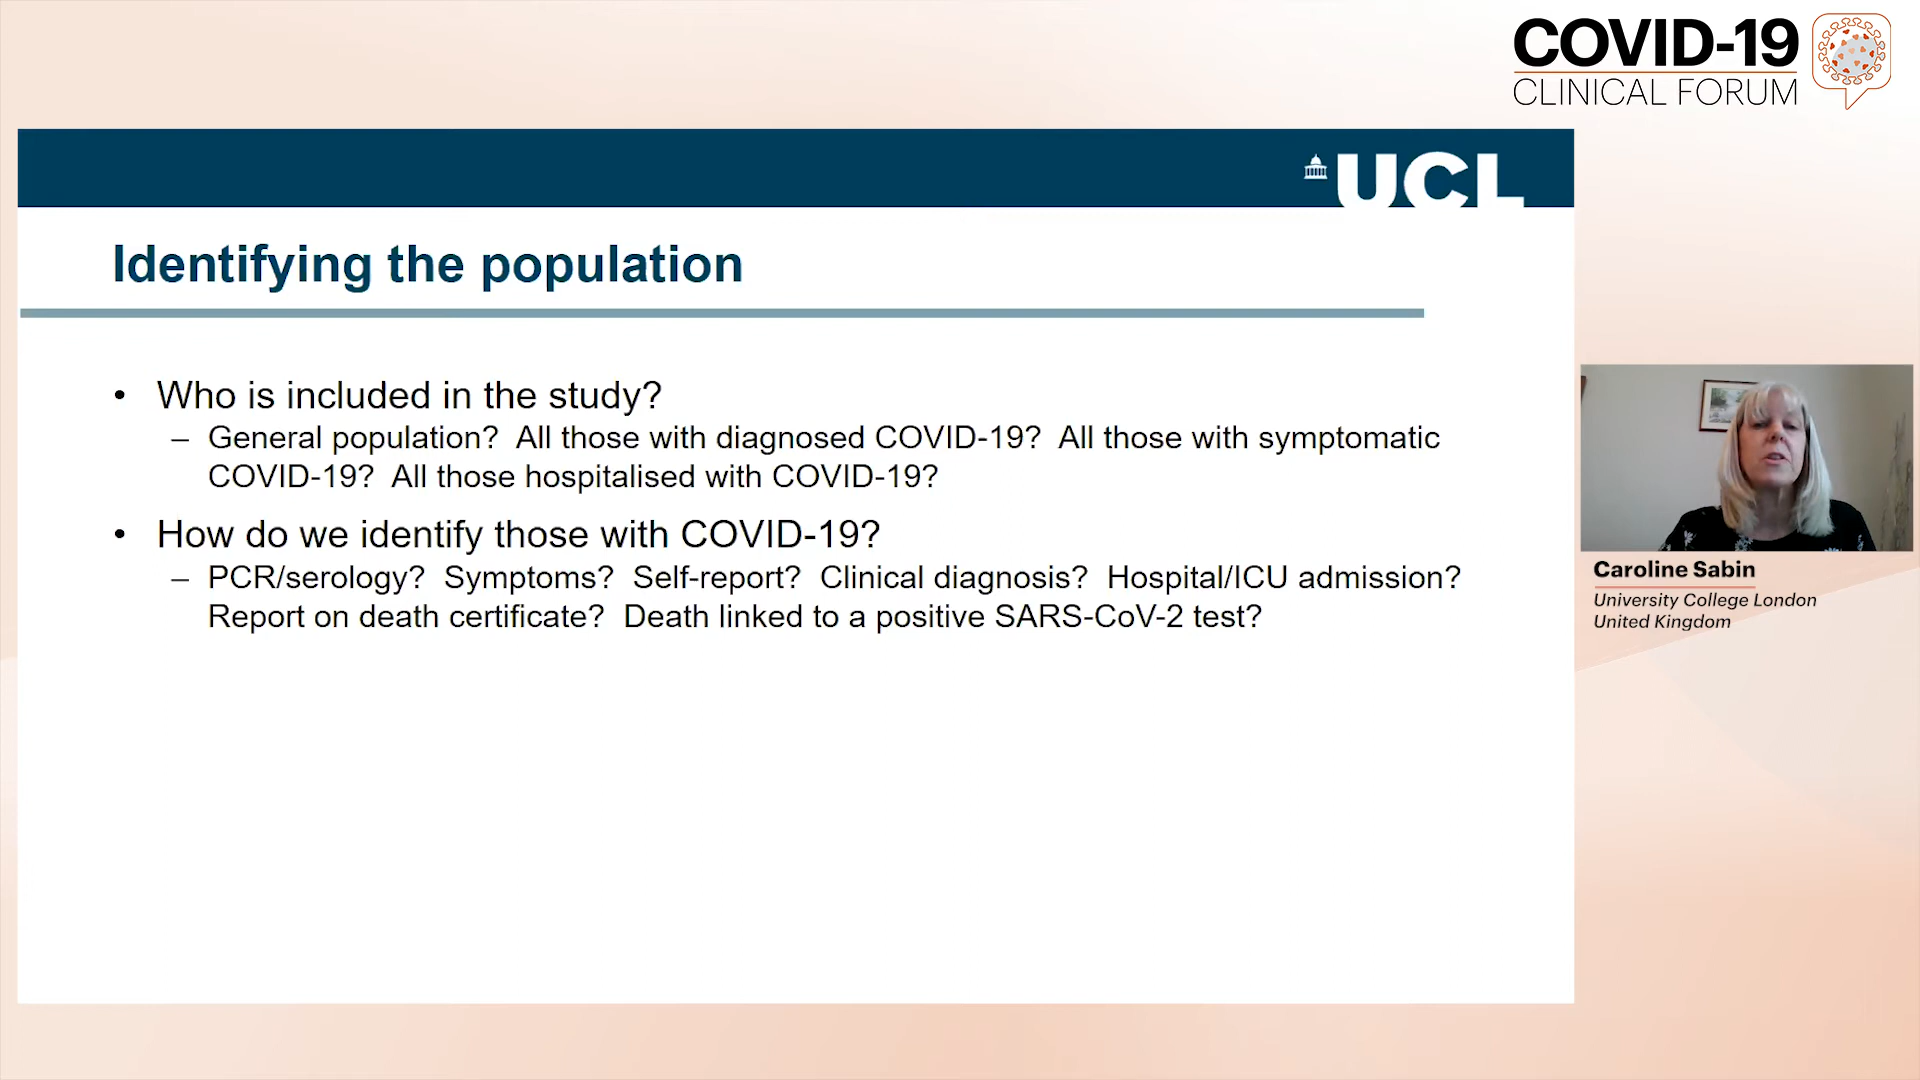 COVID-19
CLINICAL FORUM
UCL
Identifying the population
• Who is included in the study?
– General population? All those with diagnosed COVID-19? All those with symptomatic
COVID-19? All those hospitalised with COVID-19?
• How do we identify those with COVID-19?
– PCR/serology? Symptoms? Self-report? Clinical diagnosis? Hospital/ICU admission?
Report on death certificate? Death linked to a positive SARS-CoV-2 test?
Caroline Sabin
University College London
United Kingdom